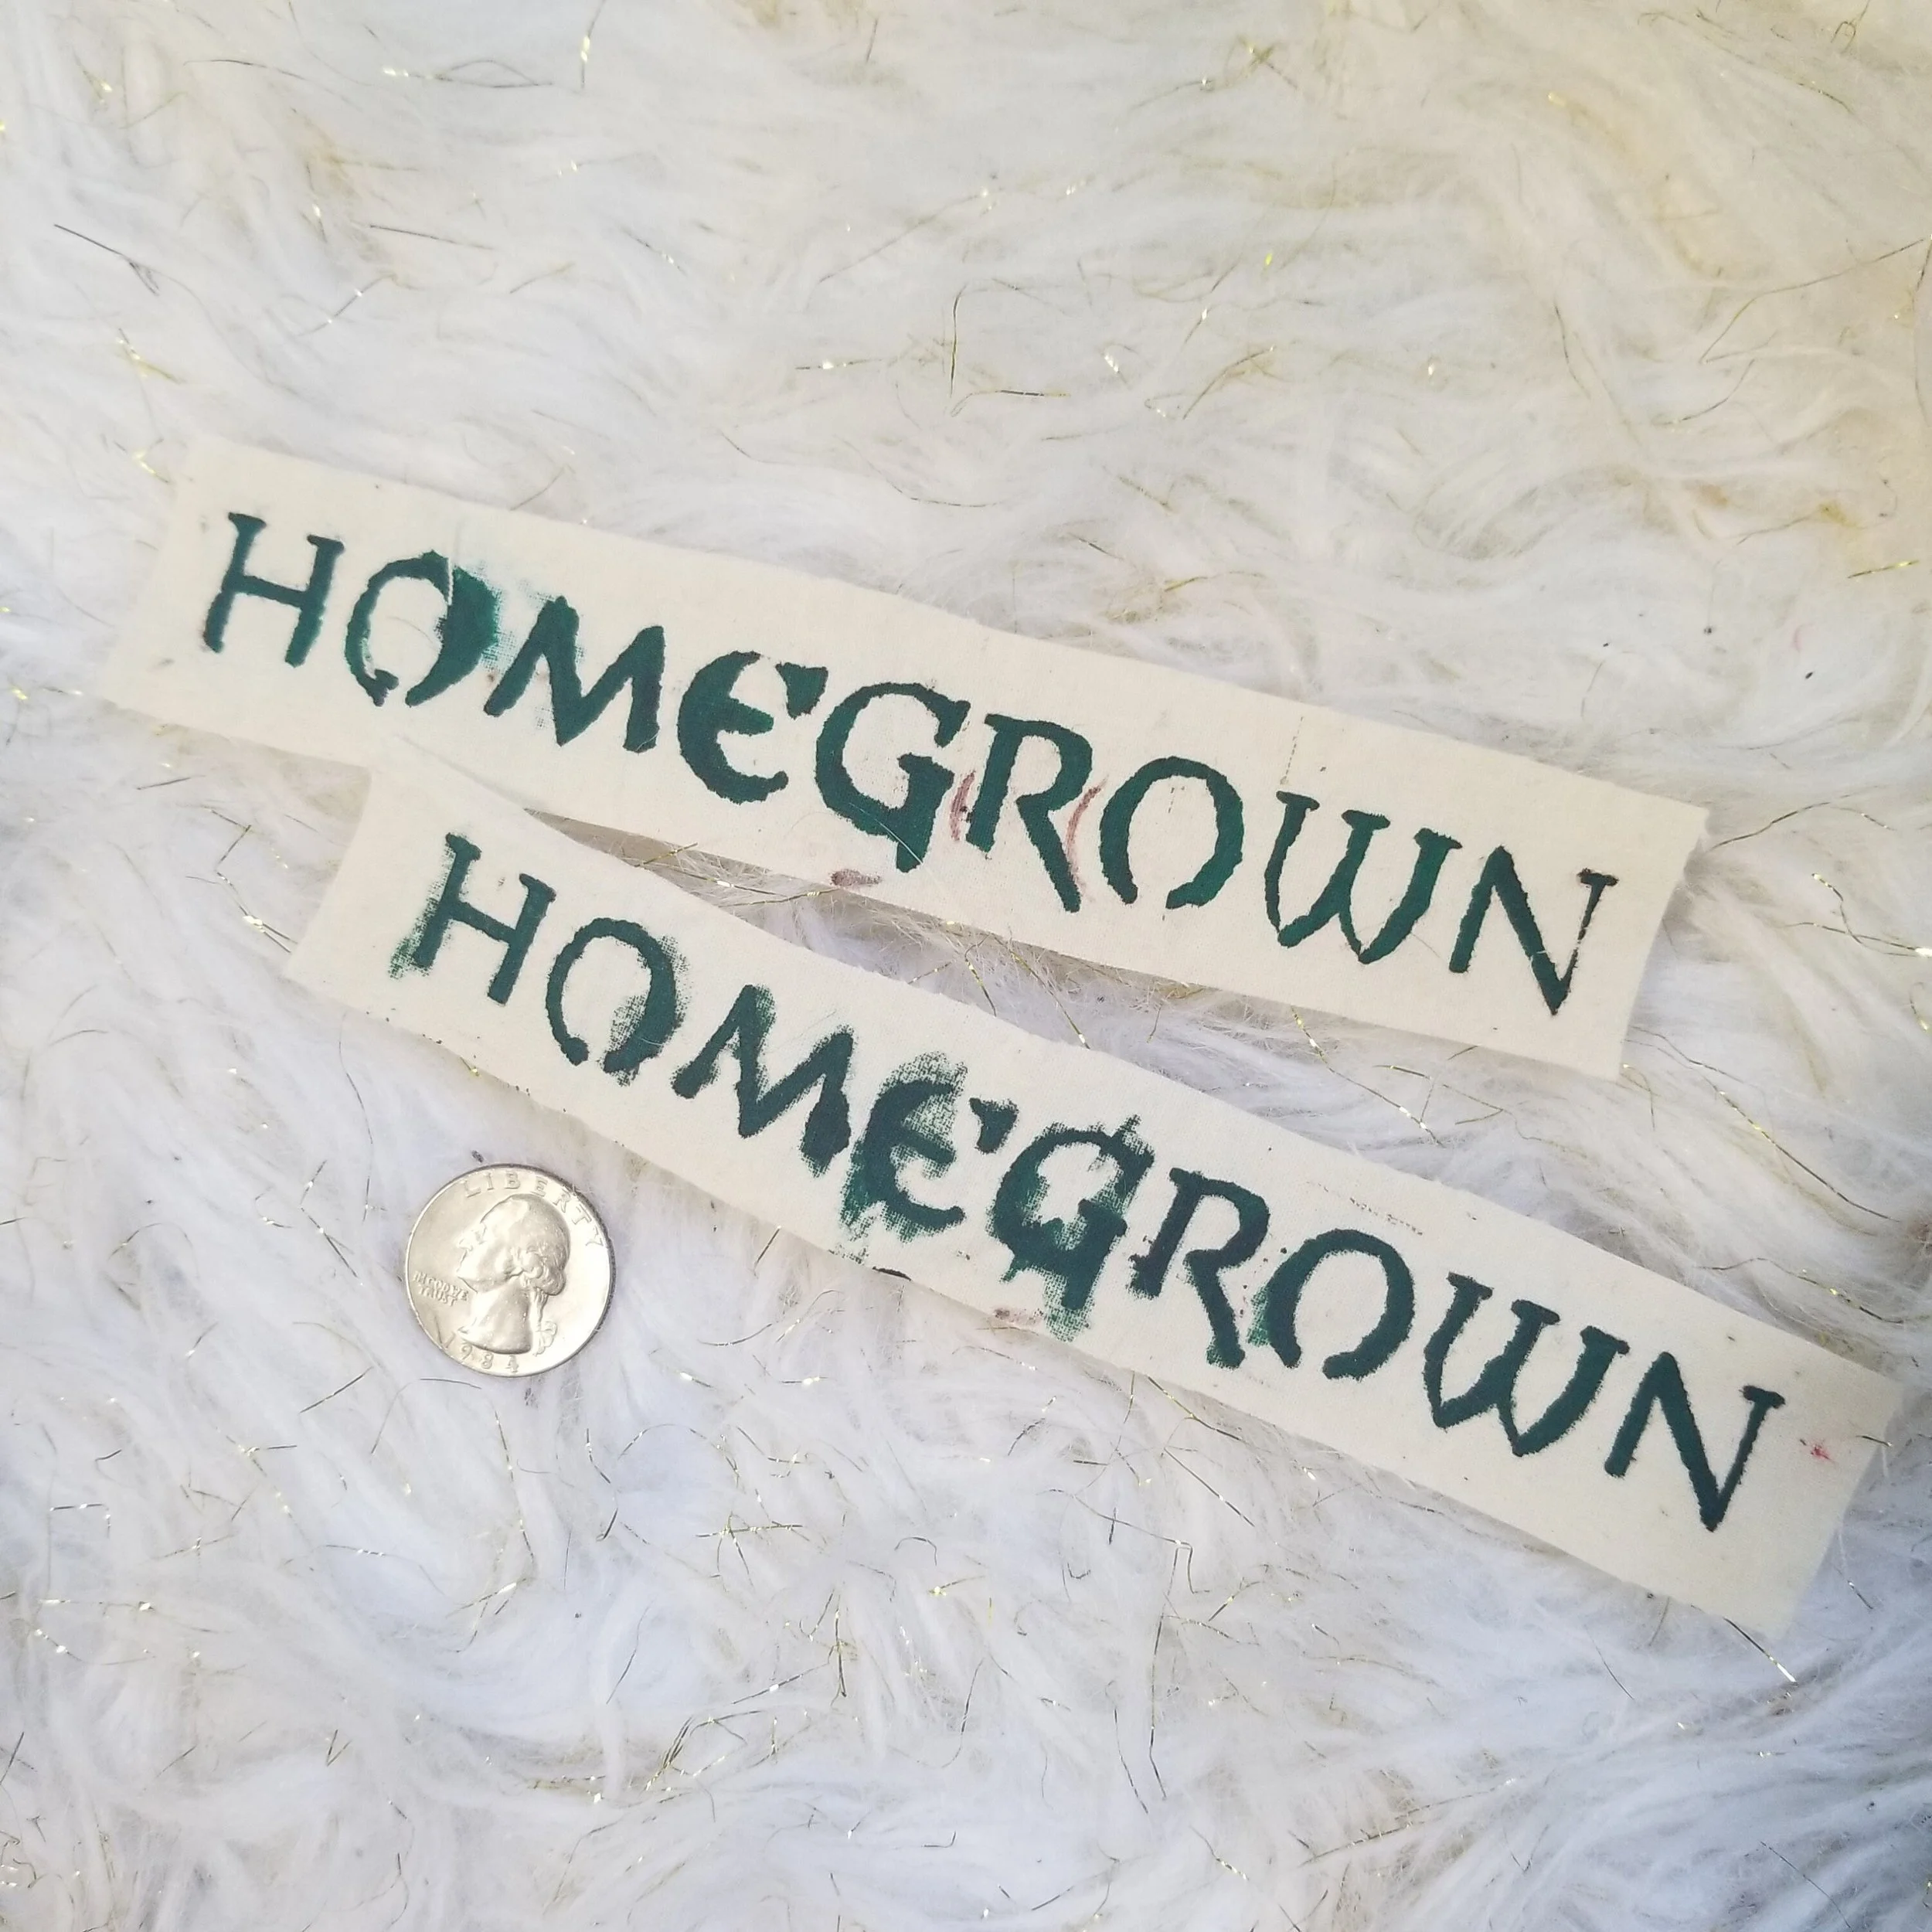 HOMEGROWN
HOMEGROWN
LIBERTY
IN GOD WE
TRUST
1984